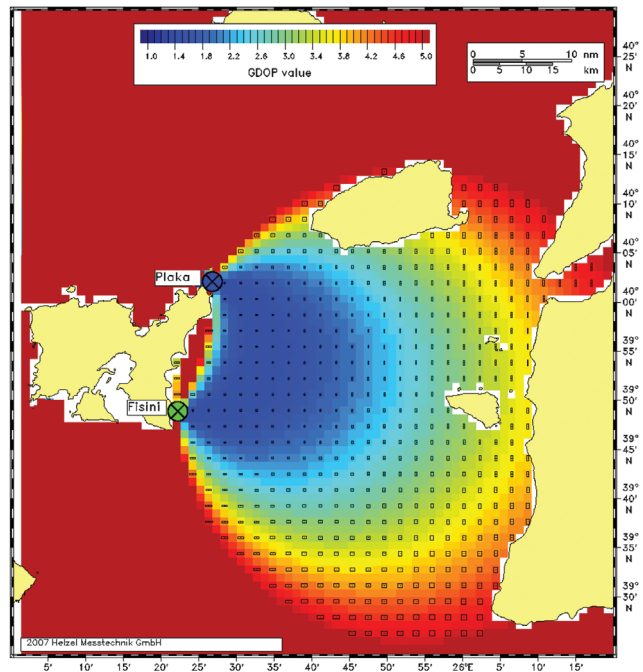 1.0 1.4 1.8 2.2 2.6 3.0 3.4 3.8 4.2 4.6 5.0
GDOP value
0 5 10 nm
0 5 10 15 km
40° 25' N
40° 20' N
40° 15' N
40° 10' N
40° 05' N
40° 00' N
39° 55' N
39° 50' N
39° 45' N
39° 40' N
39° 35' N
39° 30' N
Plaka
Fisini
2007 Helzel Messtechnik GmbH
5' 10' 15' 20' 25' 30' 35' 40' 45' 50' 55' 26°E 5' 10' 15'